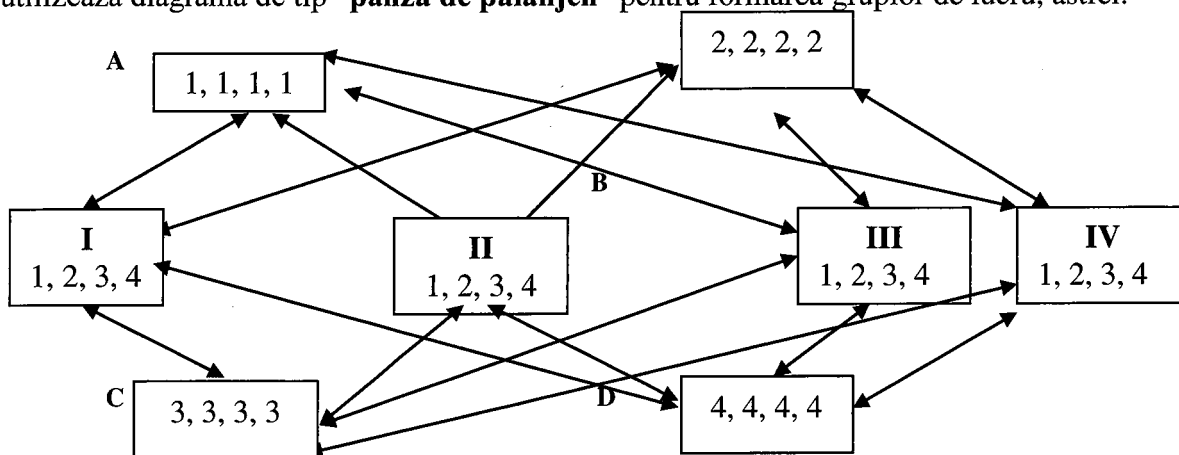 utilizează diagrama de tip "pânză de păianjen" pentru formarea grupior de lucru, astfel:
A
1, 1, 1, 1
2, 2, 2, 2
B
I
1, 2, 3, 4
II
1, 2, 3, 4
III
1, 2, 3, 4
IV
1, 2, 3, 4
C
3, 3, 3, 3
D
4, 4, 4, 4